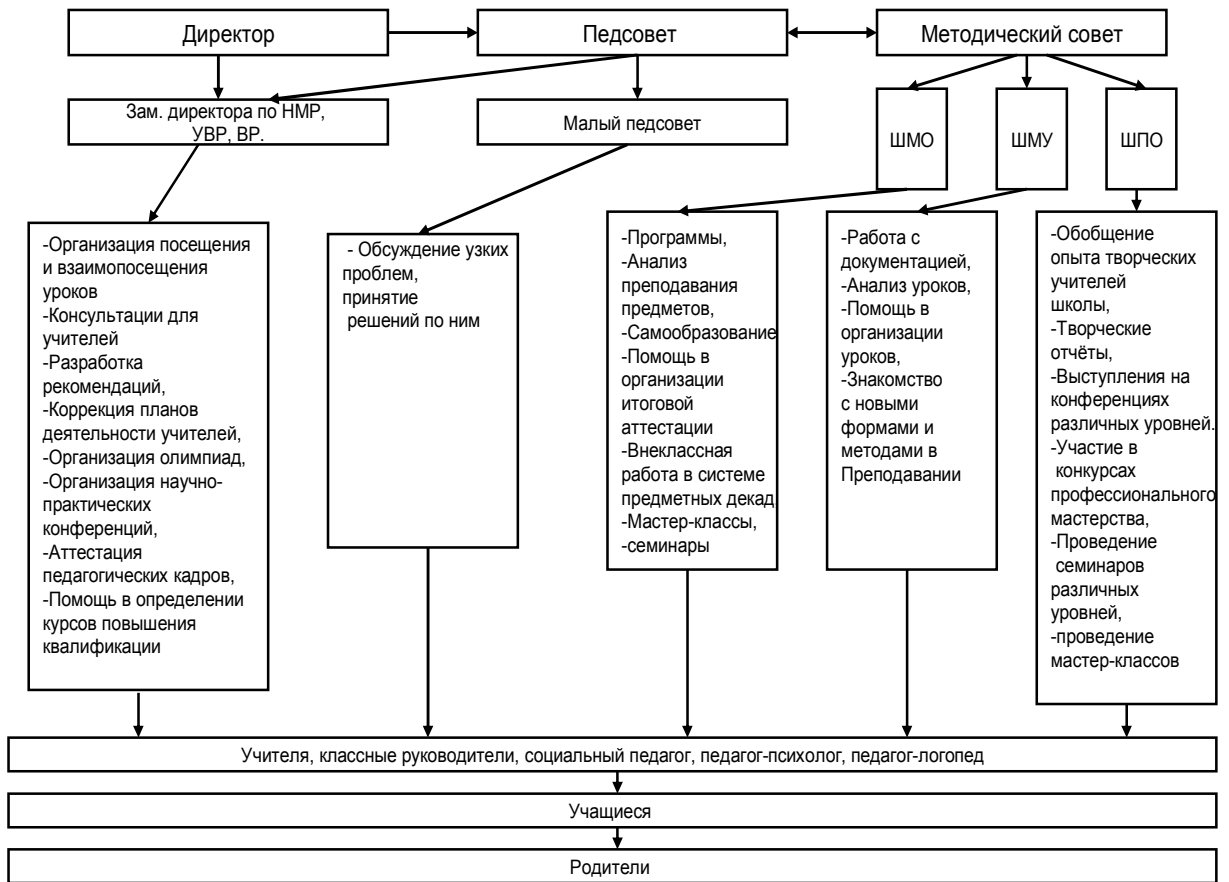 Директор
Педсовет
Методический совет
Зам. директора по НМР,
УВР, ВР.
Малый педсовет
ШМО
ШМУ
ШПО
-Организация посещения
и взаимопосещения
уроков
-Консультации для
учителей
-Разработка
рекомендаций,
-Коррекция планов
деятельности учителей,
-Организация олимпиад,
-Организация научно-
практических
конференций,
-Аттестация
педагогических кадров,
-Помощь в определении
курсов повышения
квалификации
- Обсуждение узких
проблем,
принятие
решений по ним
-Программы,
-Анализ
преподавания
предметов,
-Самообразование
-Помощь в
организации
итоговой
аттестации
-Внеклассная
работа в системе
предметных декад
-Мастер-классы,
-семинары
-Работа с
документацией,
-Анализ уроков,
-Помощь в
организации
уроков,
-Знакомство
с новыми
формами и
методами в
Преподавании
-Обобщение
опыта творческих
учителей
школы,
-Творческие
отчёты,
-Выступления на
конференциях
различных уровней.
-Участие в
конкурсах
профессионального
мастерства,
-Проведение
семинаров
различных
уровней,
-проведение
мастер-классов
Учителя, классные руководители, социальный педагог, педагог-психолог, педагог-логопед
Учащиеся
Родители